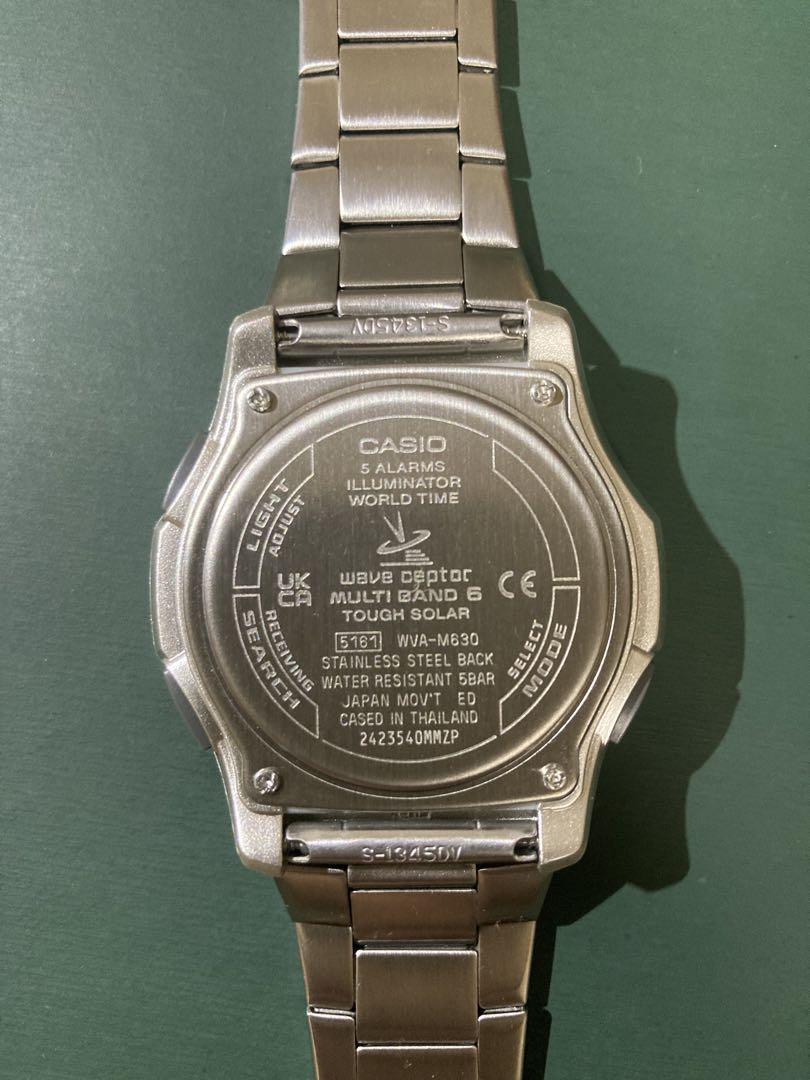 S-1345DV
CASIO
5 ALARMS
ILLUMINATOR
WORLD TIME
LIGHT
ADJUST
UK
CA
wave ceptor
MULTI BAND 6
TOUGH SOLAR
CE
5161 WVA-M630
STAINLESS STEEL BACK
WATER RESISTANT 5BAR
JAPAN MOV'T ED
CASED IN THAILAND
2423540MMZP
RECEIVING
SEARCH
SELECT
MODE
S-1345DV